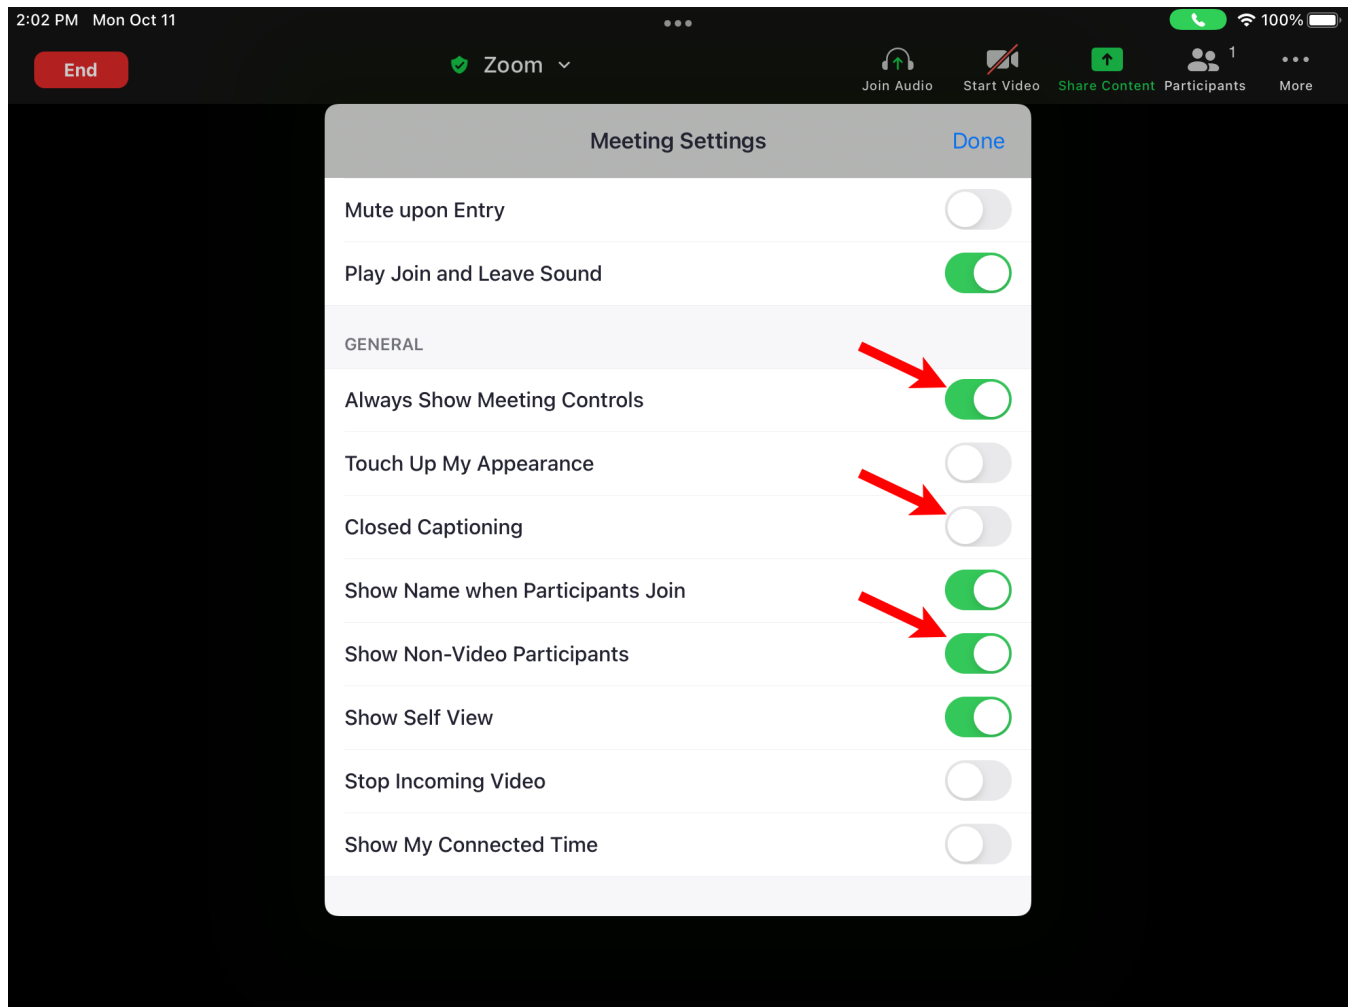 2:02 PM Mon Oct 11
100%
End
Zoom
1
Join Audio
Start Video
Share Content
Participants
More
Meeting Settings
Done
Mute upon Entry
Play Join and Leave Sound
GENERAL
Always Show Meeting Controls
Touch Up My Appearance
Closed Captioning
Show Name when Participants Join
Show Non-Video Participants
Show Self View
Stop Incoming Video
Show My Connected Time